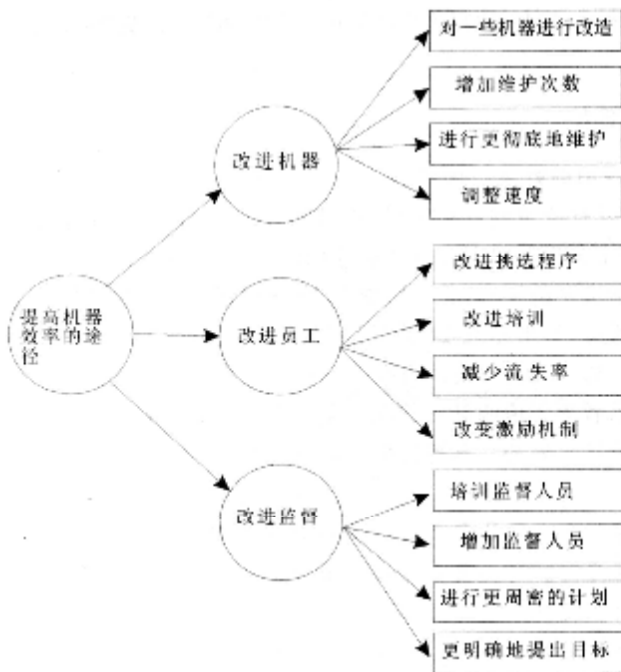 对一些机器进行改造
增加维护次数
进行更彻底地维护
调整速度
改进机器
改进挑选程序
改进培训
减少流失率
改变激励机制
改进员工
提高机器
效率的途
径
培训监督人员
增加监督人员
进行更周密的计划
更明确地提出目标
改进监督